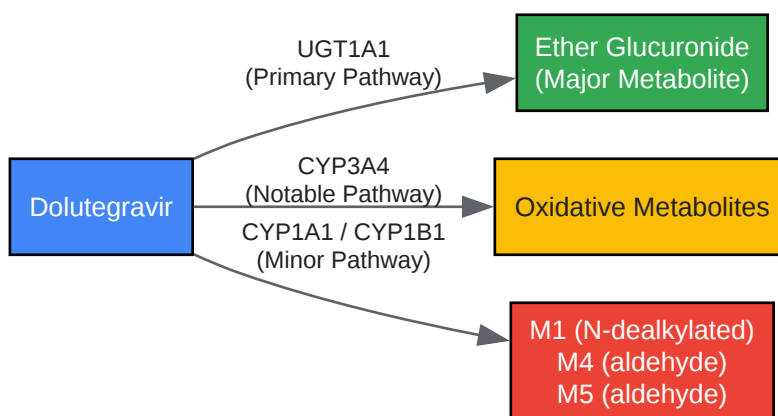 UGT1A1
(Primary Pathway)
Ether Glucuronide
(Major Metabolite)
Dolutegravir
CYP3A4
(Notable Pathway)
Oxidative Metabolites
CYP1A1 / CYP1B1
(Minor Pathway)
M1 (N-dealkylated)
M4 (aldehyde)
M5 (aldehyde)